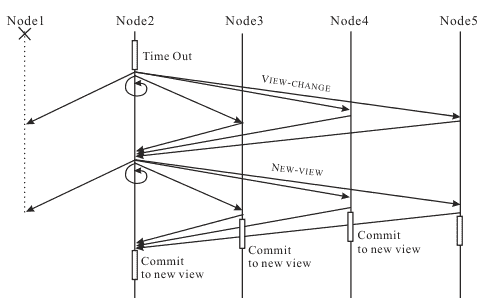 Node1 Node2 Node3 Node4 Node5
Time Out
VIEW-CHANGE
NEW-VIEW
Commit
to new view
Commit
to new view
Commit
to new view